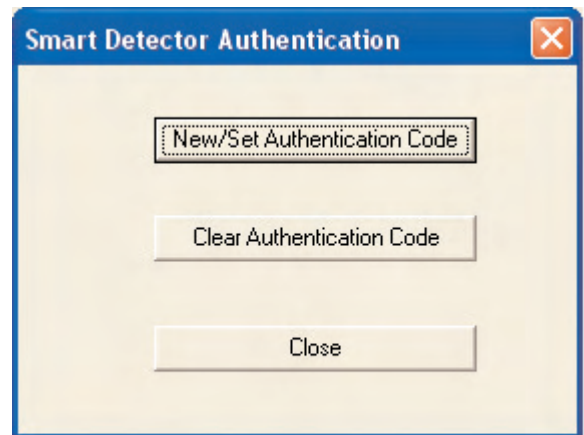 Smart Detector Authentication
New/Set Authentication Code
Clear Authentication Code
Close